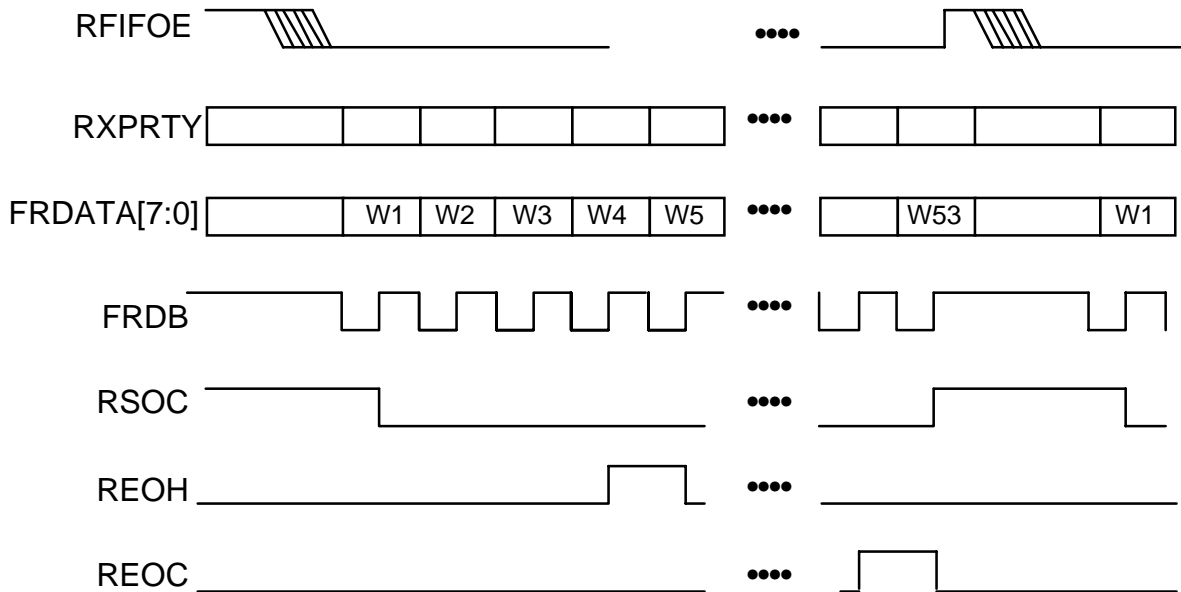 RFIFOE
RXPRTY
FRDATA[7:0] W1 W2 W3 W4 W5 W53 W1
FRDB
RSOC
REOH
REOC